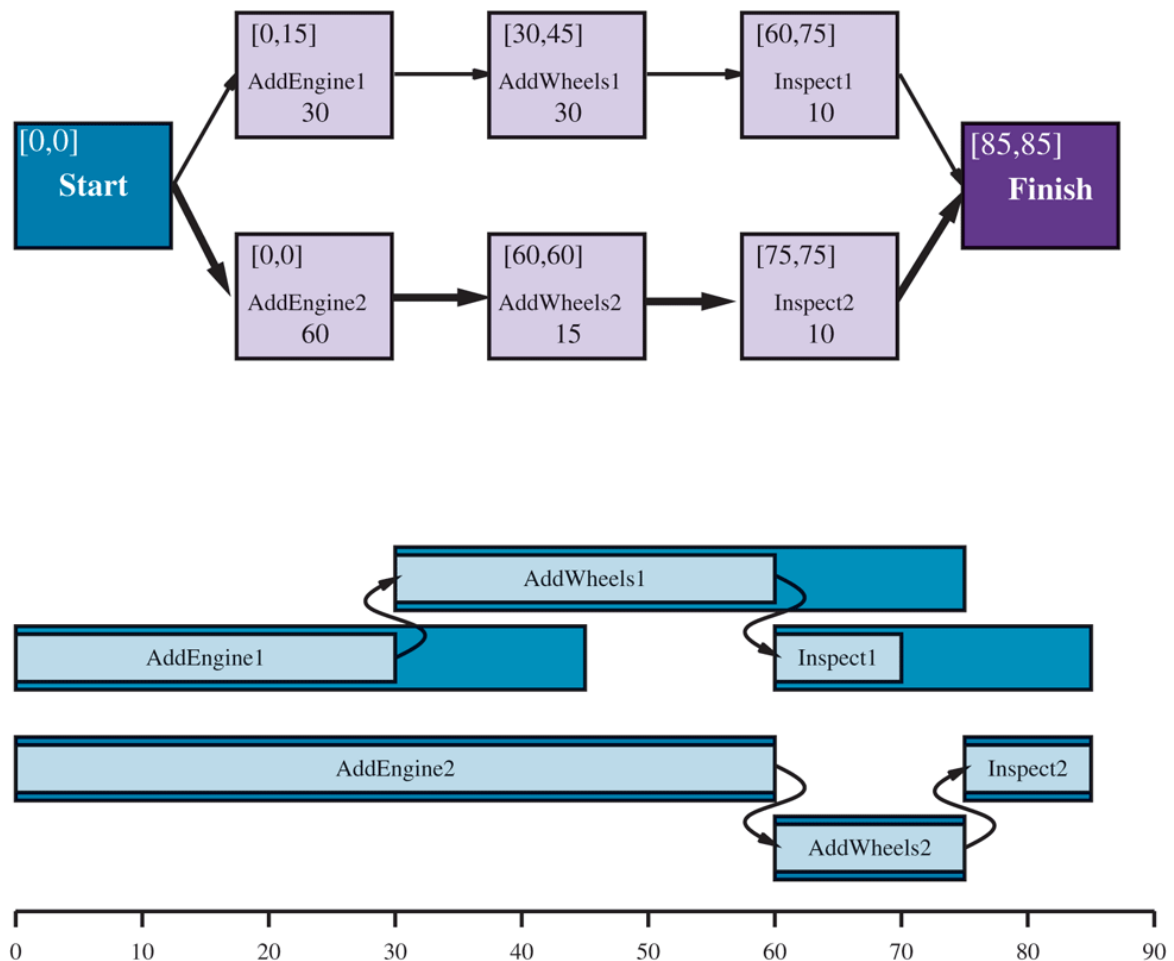 [0,15]
AddEngine1
30
[30,45]
AddWheels1
30
[60,75]
Inspect1
10
[0,0]
Start
[85,85]
Finish
[0,0]
AddEngine2
60
[60,60]
AddWheels2
15
[75,75]
Inspect2
10
AddWheels1
AddEngine1
Inspect1
AddEngine2
Inspect2
AddWheels2
0 10 20 30 40 50 60 70 80 90